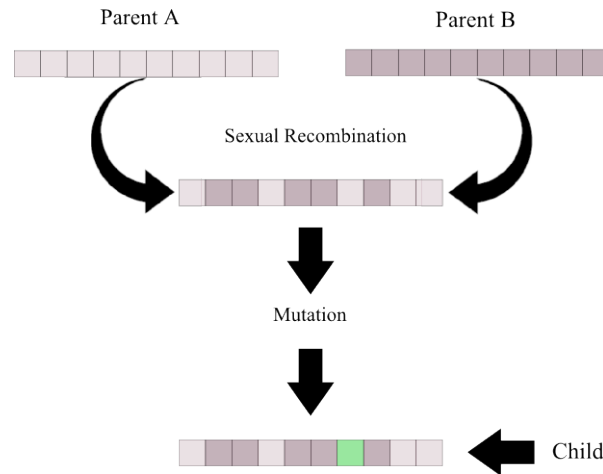 Parent A
Parent B
Sexual Recombination
Mutation
Child